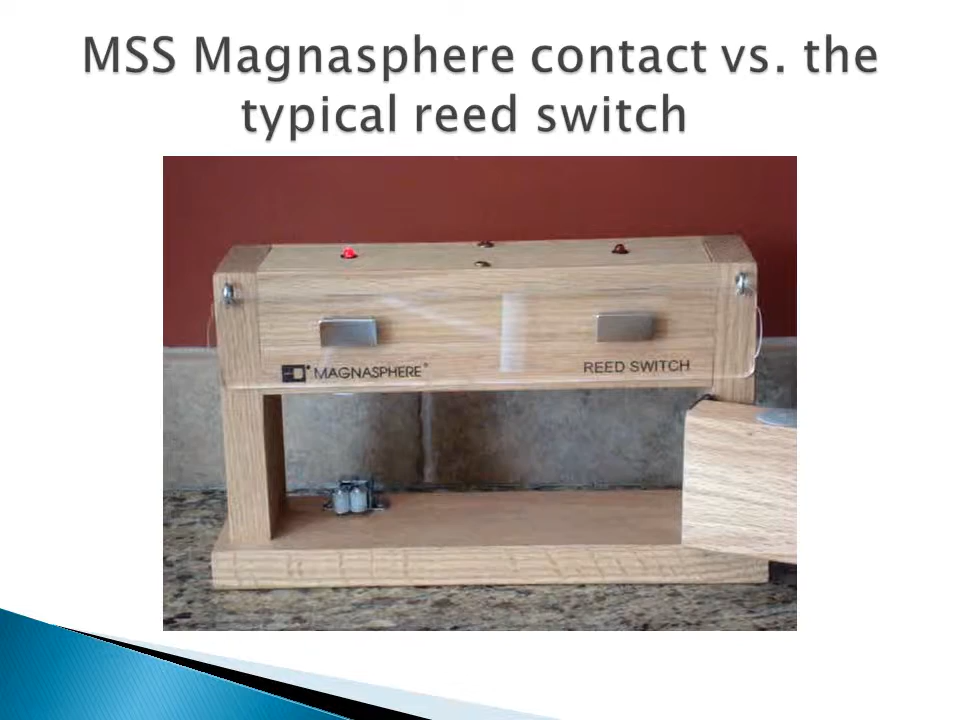 MSS Magnasphere contact vs. the
typical reed switch
MAGNASPHERE®
REED SWITCH